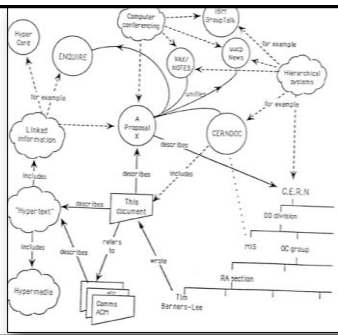 IBM
GroupTalk
Computer
conferencing
Hyper
Card
ENQUIRE
VAX/
NOTES
uucp
News
Hierarchical
systems
for example
for example
unifies
A
Proposal
X
CERNDOC
for example
Linked
information
describes
includes
includes
describes
C.E.R.N
This
document
describes
"Hypertext"
DD division
refers
to
includes
describes
wrote
MIS
OC group
RA section
Hypermedia
Comms
ACM
Tim
Berners-Lee